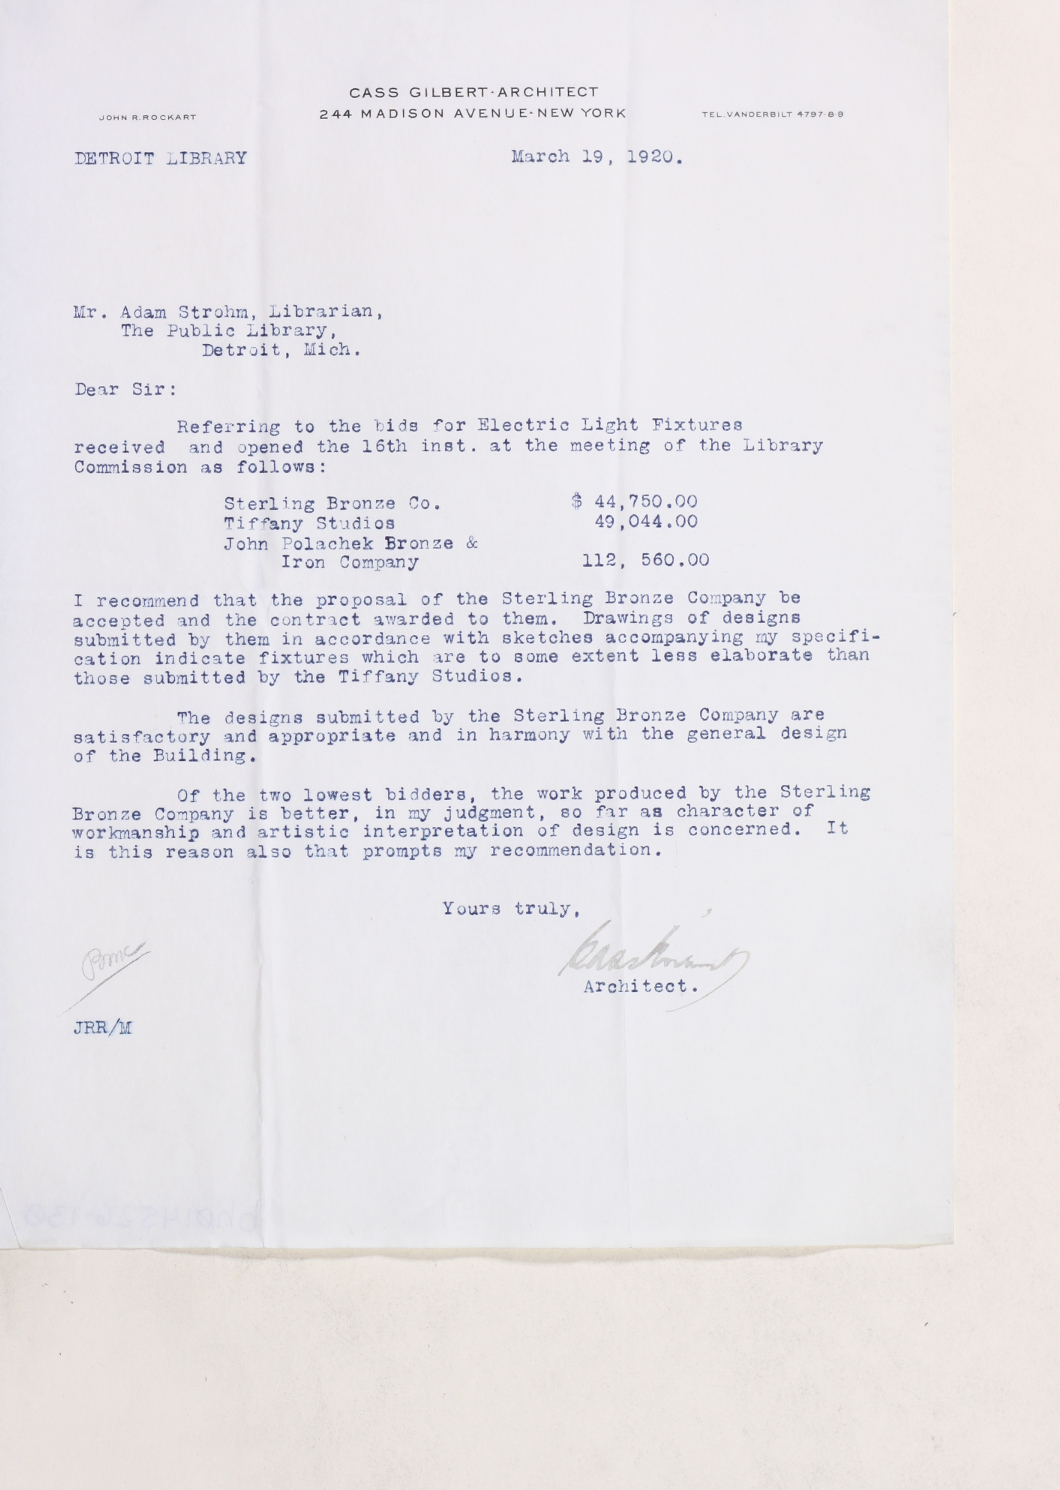 CASS GILBERT-ARCHITECT
JOHN R. ROCKART 244 MADISON AVENUE-NEW YORK TEL. VANDERBILT 4797-8-9
DETROIT LIBRARY March 19, 1920.
Mr. Adam Strohm, Librarian,
The Public Library,
Detroit, Mich.
Dear Sir:
Referring to the bids for Electric Light Fixtures
received and opened the 16th inst. at the meeting of the Library
Commission as follows:
Sterling Bronze Co. $ 44,750.00
Tiffany Studios 49,044.00
John Polachek Bronze &
Iron Company 112, 560.00
I recommend that the proposal of the Sterling Bronze Company be
accepted and the contract awarded to them. Drawings of designs
submitted by them in accordance with sketches accompanying my specifi-
cation indicate fixtures which are to some extent less elaborate than
those submitted by the Tiffany Studios.
The designs submitted by the Sterling Bronze Company are
satisfactory and appropriate and in harmony with the general design
of the Building.
Of the two lowest bidders, the work produced by the Sterling
Bronze Company is better, in my judgment, so far as character of
workmanship and artistic interpretation of design is concerned. It
is this reason also that prompts my recommendation.
Yours truly,
Cass Gilbert
Architect.
JRR/M